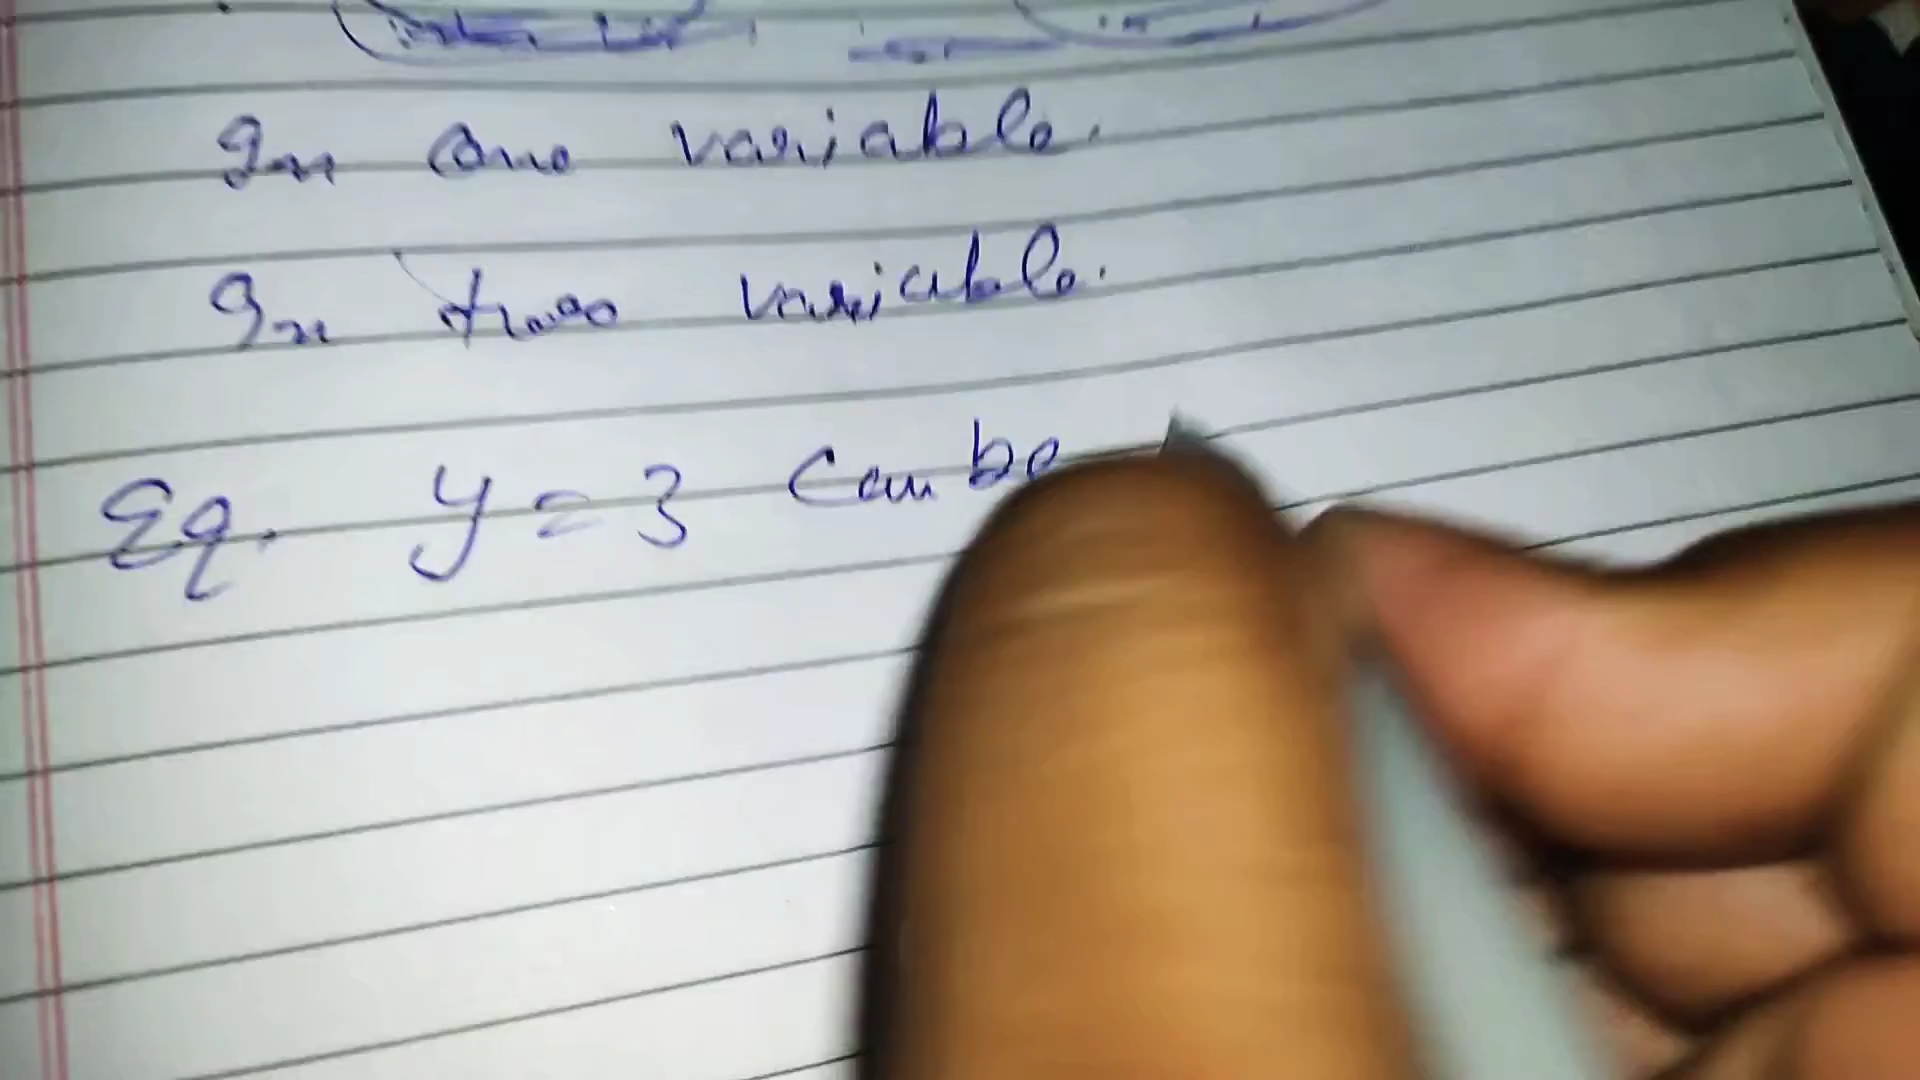 In one variable.
In two variable.
Eq. y = 3 can be